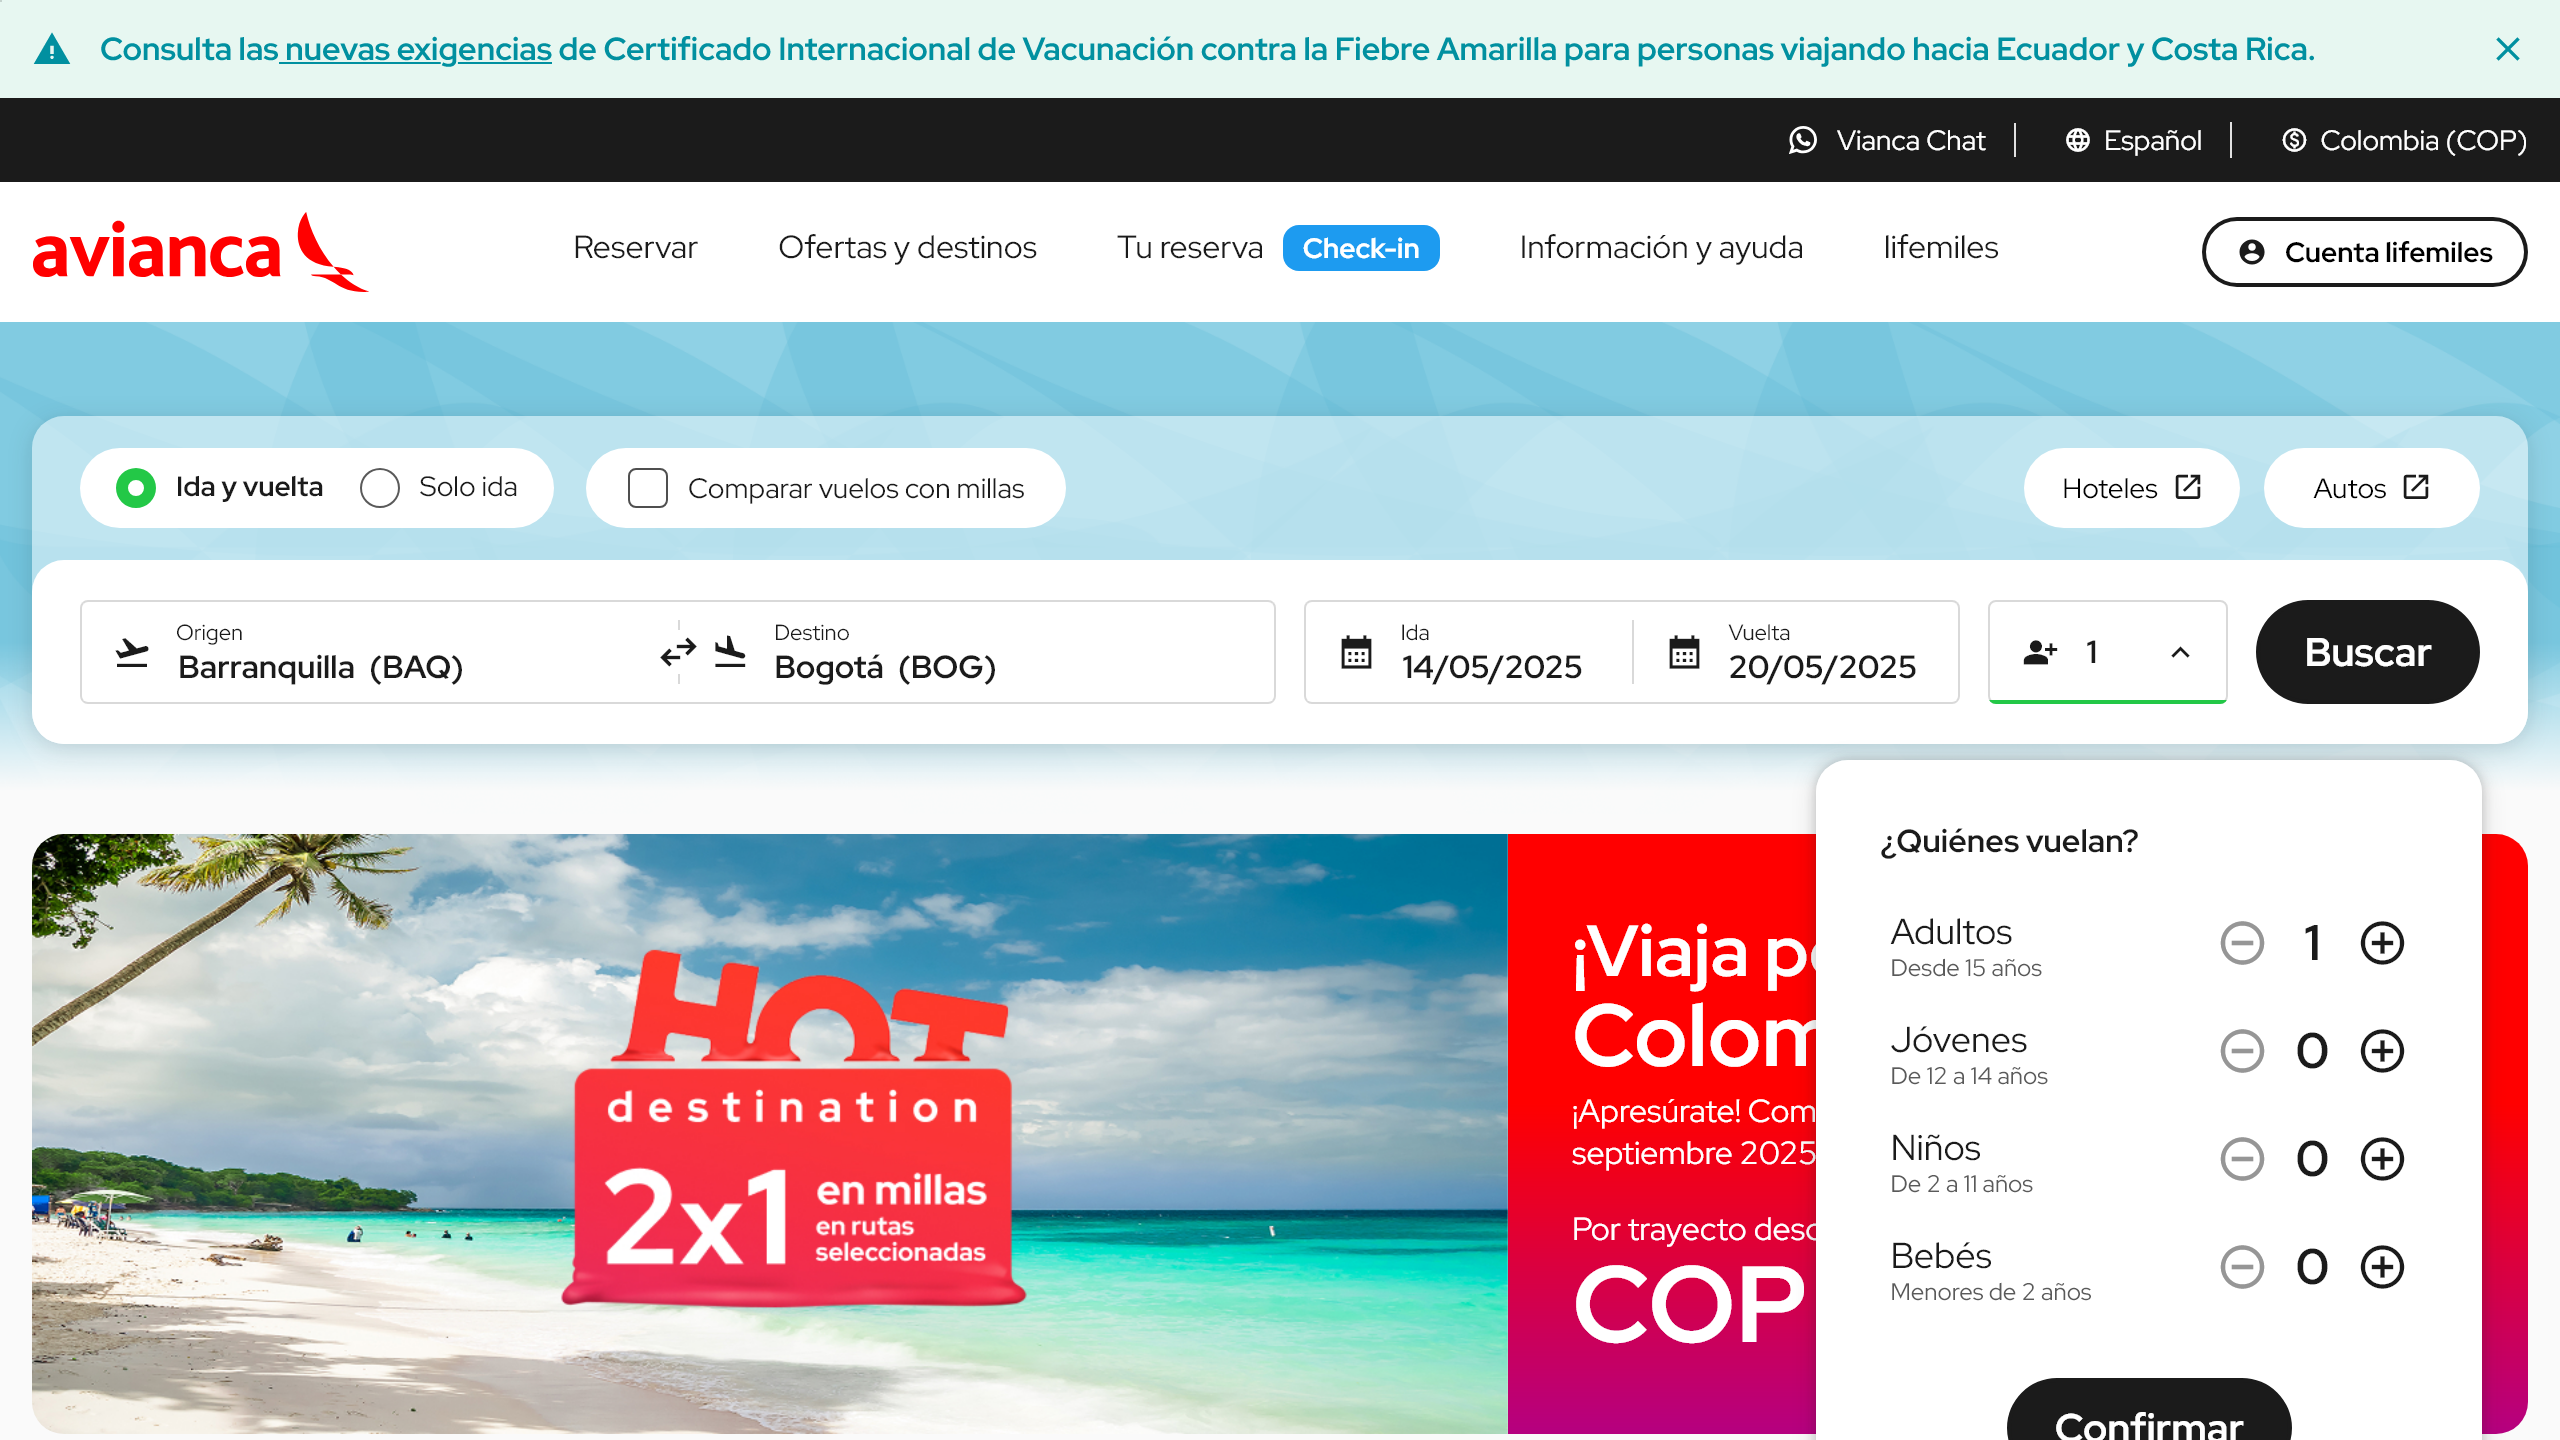 Consulta las nuevas exigencias de Certificado Internacional de Vacunación contra la Fiebre Amarilla para personas viajando hacia Ecuador y Costa Rica.
Vianca Chat
Español
Colombia (COP)
avianca
Reservar
Ofertas y destinos
Tu reserva
Check-in
Información y ayuda
lifemiles
Cuenta lifemiles
Ida y vuelta
Solo ida
Comparar vuelos con millas
Hoteles
Autos
Origen
Barranquilla (BAQ)
Destino
Bogotá (BOG)
Ida
14/05/2025
Vuelta
20/05/2025
1
Buscar
HOT
destination
2x1
en millas
en rutas
seleccionadas
¡Viaja
Colom
¡Apresúrate! Com
septiembre 2025
Por trayecto
COP
¿Quiénes vuelan?
Adultos
Desde 15 años
1
Jóvenes
De 12 a 14 años
0
Niños
De 2 a 11 años
0
Bebés
Menores de 2 años
0
Confirmar